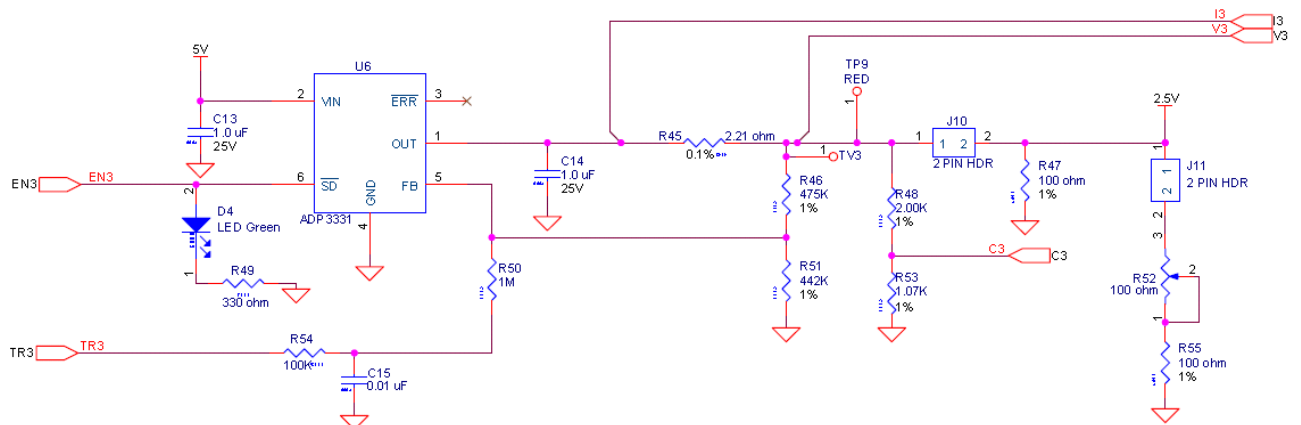 I3
I3
V3
V3
5V
U6
TP9
RED
1
2
VIN
ERR
3
C13
1.0 uF
25V
OUT
1
R45
2.21 ohm
0.1%
1
TV3
1
1 2
2
J10
2 PIN HDR
2.5V
1
2 1
J11
2 PIN HDR
2
C14
1.0 uF
25V
EN3
EN3
2
6
SD
GND
FB
5
ADP3331
4
R46
475K
1%
R48
2.00K
1%
R47
100 ohm
1%
D4
LED Green
1
R49
330 ohm
R50
1M
R51
442K
1%
C3
C3
R53
1.07K
1%
3
R52
100 ohm
2
1
TR3
TR3
R54
100K
C15
0.01 uF
R55
100 ohm
1%